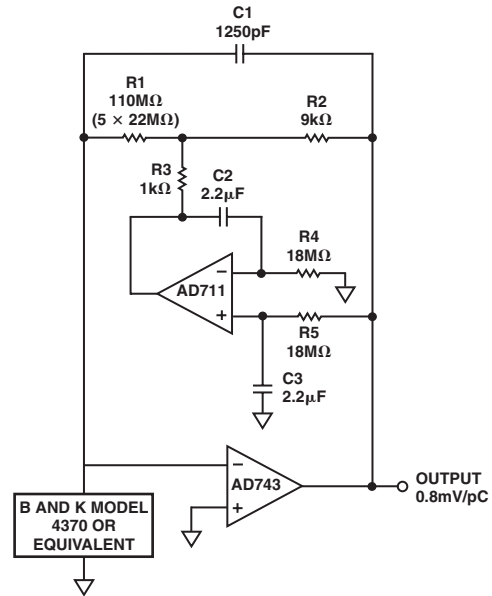 C1
1250pF
R1
110MΩ
(5 × 22MΩ)
R2
9kΩ
R3
1kΩ
C2
2.2μF
R4
18MΩ
–
AD711
+
R5
18MΩ
C3
2.2μF
–
AD743
+
OUTPUT
0.8mV/pC
B AND K MODEL
4370 OR
EQUIVALENT